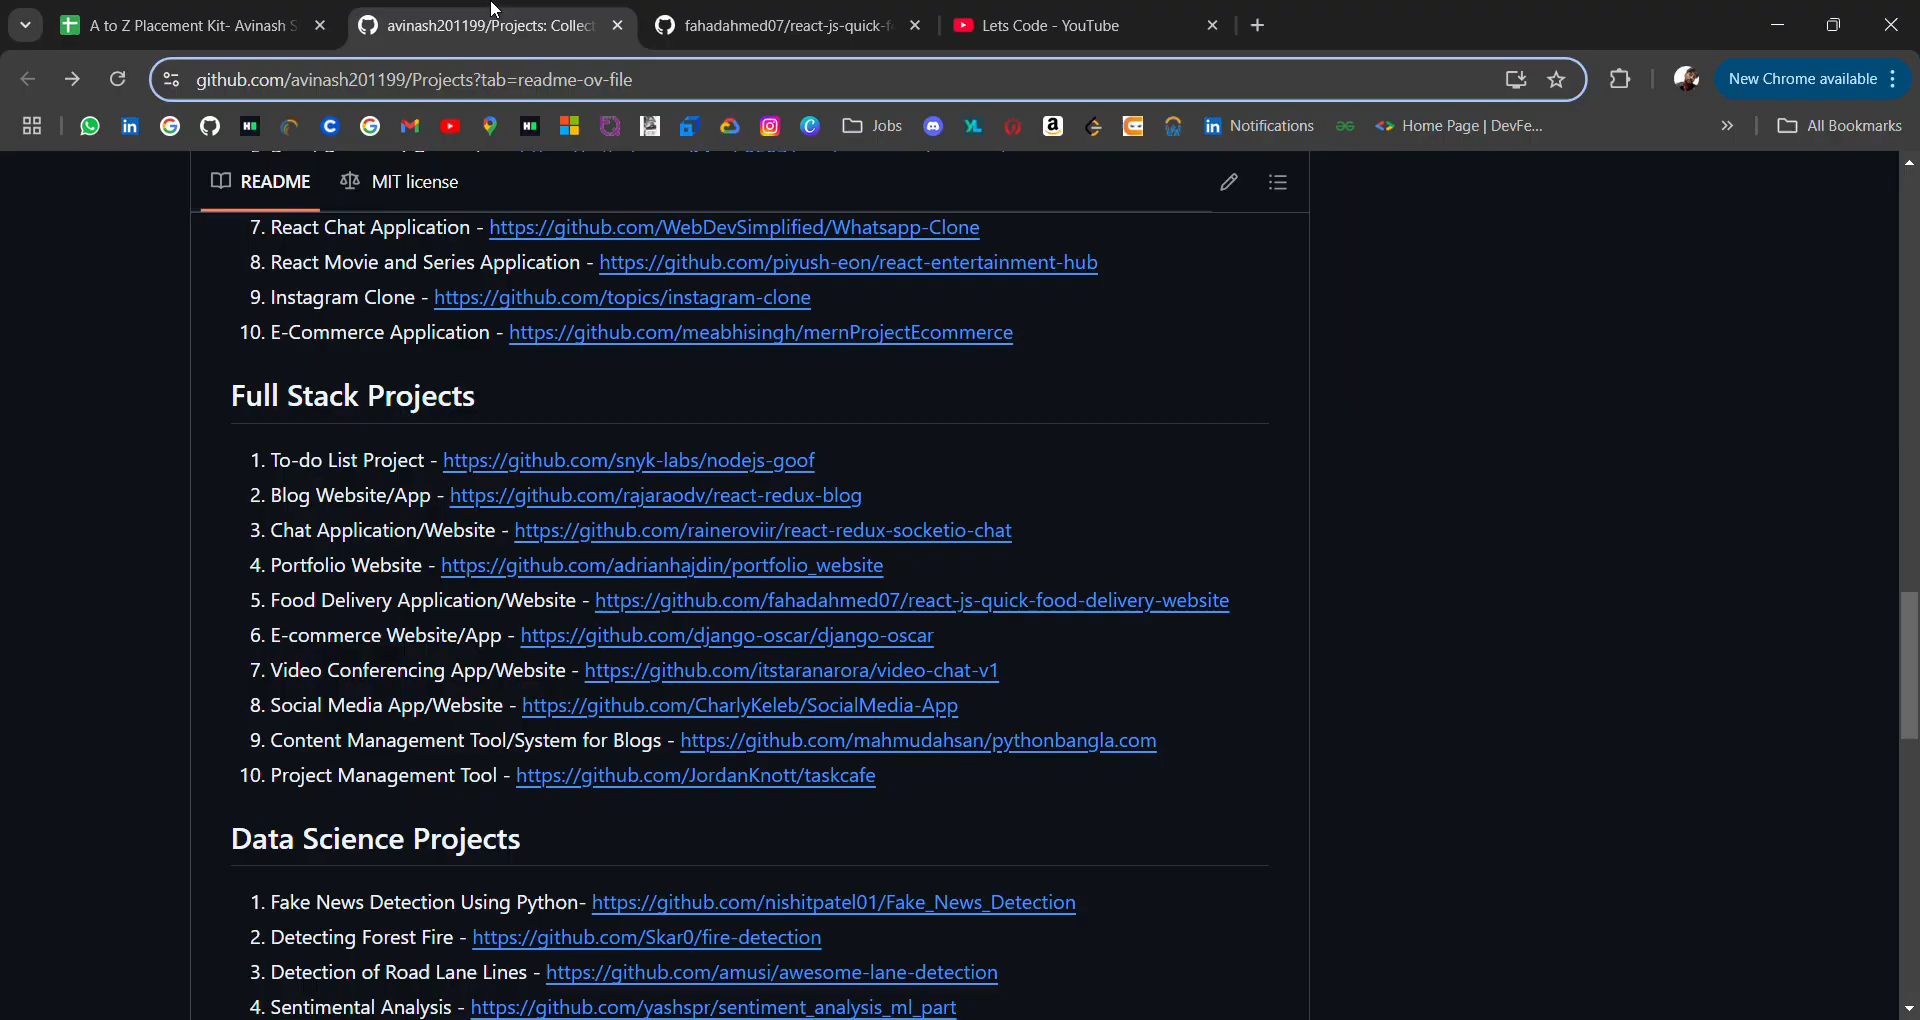 A to Z Placement Kit- Avinash S
avinash201199/Projects: Collect
fahadahmed07/react-js-quick-f
Lets Code - YouTube
github.com/avinash201199/Projects?tab=readme-ov-file
New Chrome available
Jobs
Notifications
Home Page | DevFe...
All Bookmarks
README
MIT license
7. React Chat Application - https://github.com/WebDevSimplified/Whatsapp-Clone
8. React Movie and Series Application - https://github.com/piyush-eon/react-entertainment-hub
9. Instagram Clone - https://github.com/topics/instagram-clone
10. E-Commerce Application - https://github.com/meabhisingh/mernProjectEcommerce
Full Stack Projects
1. To-do List Project - https://github.com/snyk-labs/nodejs-goof
2. Blog Website/App - https://github.com/rajaraodv/react-redux-blog
3. Chat Application/Website - https://github.com/raineroviir/react-redux-socketio-chat
4. Portfolio Website - https://github.com/adrianhajdin/portfolio_website
5. Food Delivery Application/Website - https://github.com/fahadahmed07/react-js-quick-food-delivery-website
6. E-commerce Website/App - https://github.com/django-oscar/django-oscar
7. Video Conferencing App/Website - https://github.com/itstaranarora/video-chat-v1
8. Social Media App/Website - https://github.com/CharlyKeleb/SocialMedia-App
9. Content Management Tool/System for Blogs - https://github.com/mahmudahsan/pythonbangla.com
10. Project Management Tool - https://github.com/JordanKnott/taskcafe
Data Science Projects
1. Fake News Detection Using Python- https://github.com/nishitpatel01/Fake_News_Detection
2. Detecting Forest Fire - https://github.com/Skar0/fire-detection
3. Detection of Road Lane Lines - https://github.com/amusi/awesome-lane-detection
4. Sentimental Analysis - https://github.com/yashspr/sentiment_analysis_ml_part